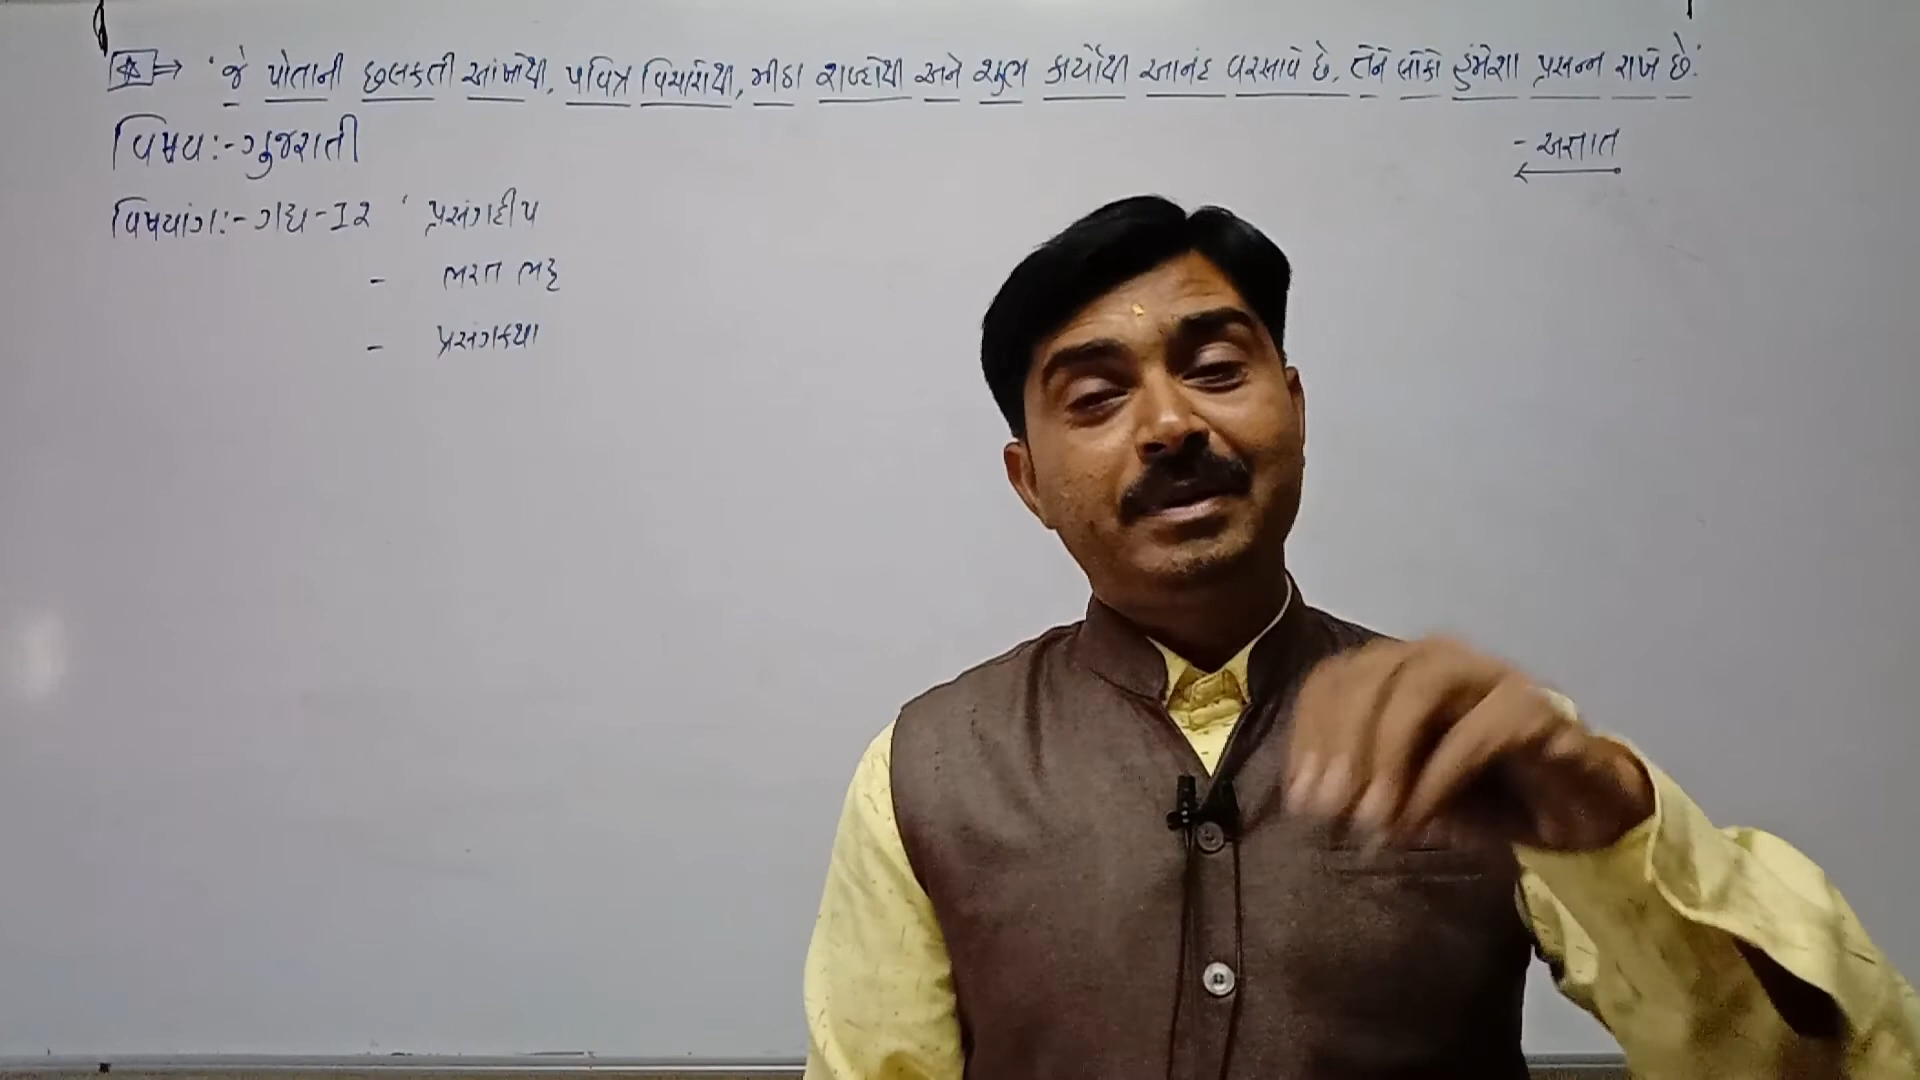 'જે પોતાની છલકતી આંખોથી, પવિત્ર વિચારોથી, મીઠા શબ્દોથી અને શુભ કાર્યોથી આનંદ વરસાવે છે, તેને લોકો હંમેશા પ્રસન્ન રાખે છે.'
- અજ્ઞાત
વિષય:- ગુજરાતી
વિષયાંગ:- ગદ્ય-12 ' પ્રસંગદીપ
- ભરત ભટ્ટ
- પ્રસંગકથા